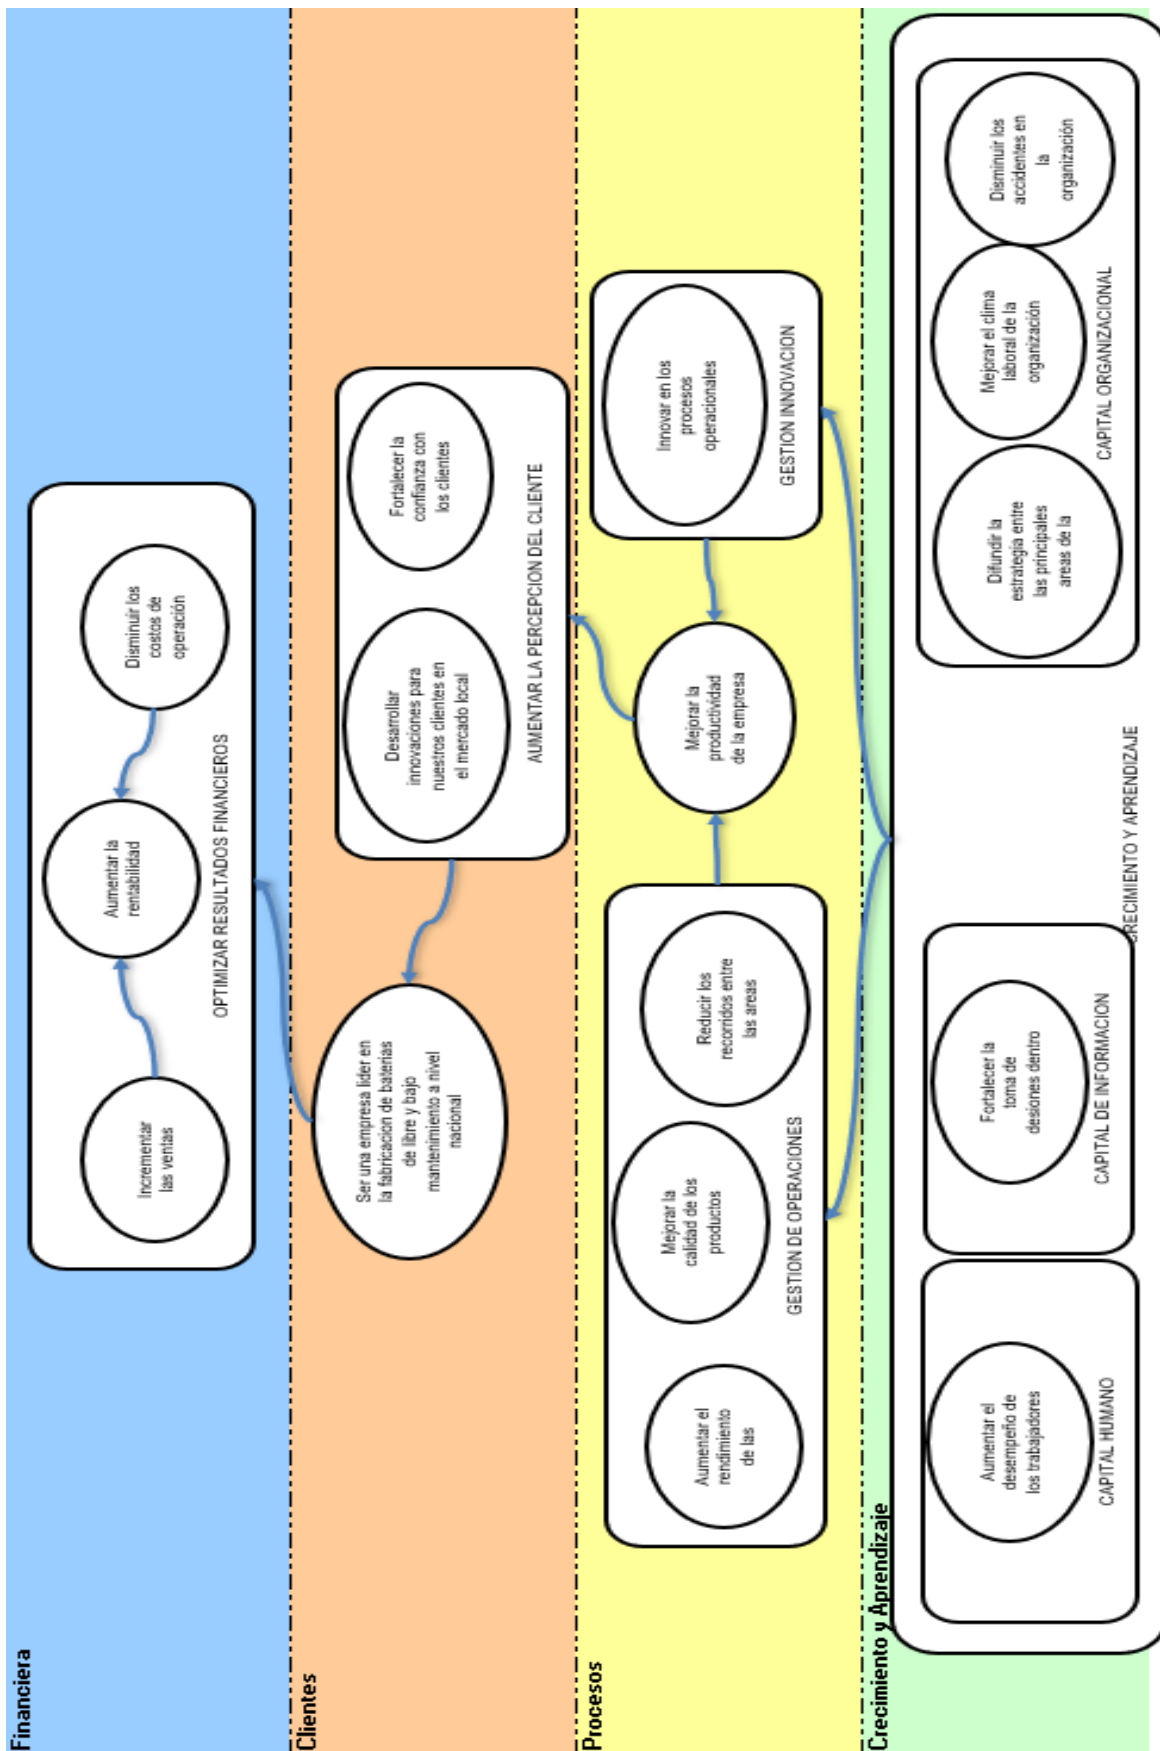 Financiera
Incrementar
las ventas
Aumentar la
rentabilidad
Disminuir los
costos de
operación
OPTIMIZAR RESULTADOS FINANCIEROS
Clientes
Ser una empresa lider en
la fabricacion de baterias
de libre y bajo
mantenimiento a nivel
nacional
Desarrollar
innovaciones para
nuestros clientes en
el mercado local
Fortalecer la
confianza con
los clientes
AUMENTAR LA PERCEPCION DEL CLIENTE
Procesos
Aumentar el
rendimiento
de las
Mejorar la
calidad de los
productos
Reducir los
recorridos entre
las areas
GESTION DE OPERACIONES
Mejorar la
productividad
de la empresa
Innovar en los
procesos
operacionales
GESTION INNOVACION
Crecimiento y Aprendizaje
Aumentar el
desempeño de
los trabajadores
CAPITAL HUMANO
Fortalecer la
toma de
desiones dentro
CAPITAL DE INFORMACION
CRECIMIENTO Y APRENDIZAJE
Difundir la
estrategia entre
las principales
areas de la
Mejorar el clima
laboral de la
organización
Disminuir los
accidentes en
la
organización
CAPITAL ORGANIZACIONAL